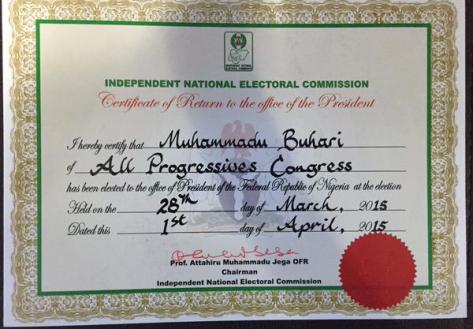 INDEPENDENT NATIONAL ELECTORAL COMMISSION
Certificate of Return to the office of the President
I hereby certify that Muhammadu Buhari
of All Progressives Congress
has been elected to the office of President of the Federal Republic of Nigeria at the election
Held on the 28th day of March, 2015
Dated this 1st day of April, 2015
Prof. Attahiru Muhammadu Jega OFR
Chairman
Independent National Electoral Commission